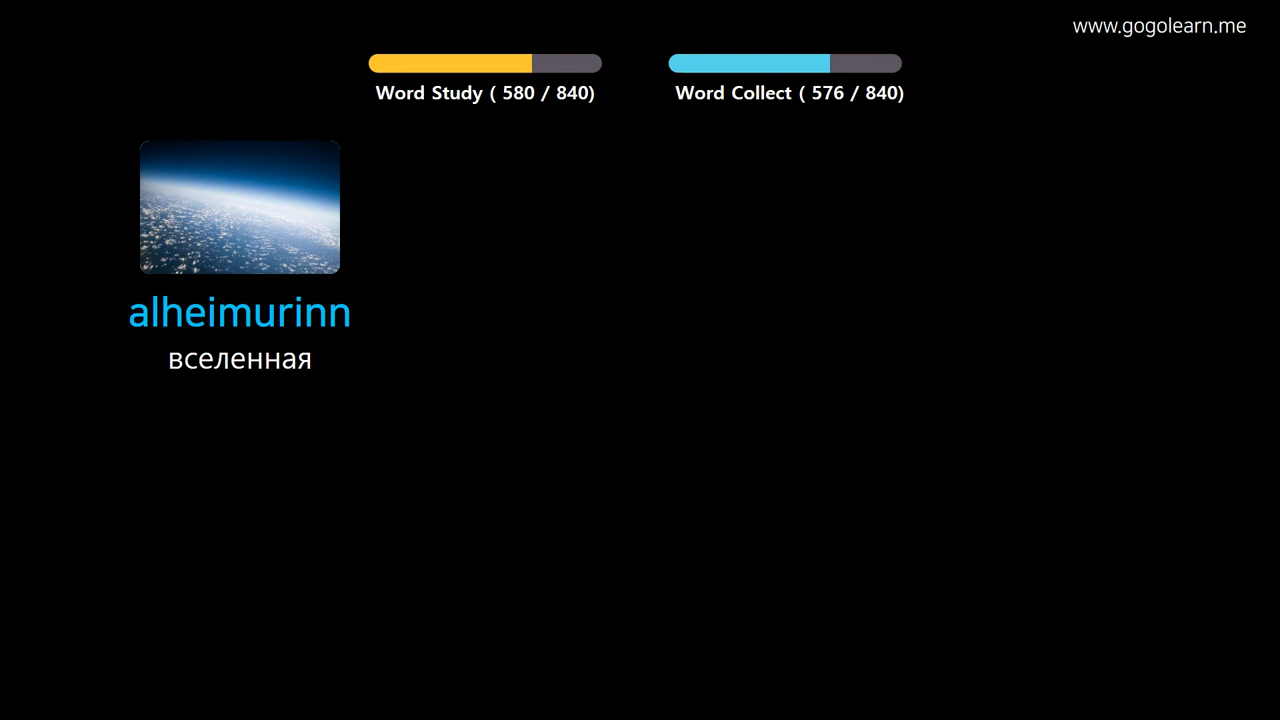 www.gogolearn.me
Word Study ( 580 / 840)
Word Collect ( 576 / 840)
alheimurinn
вселенная